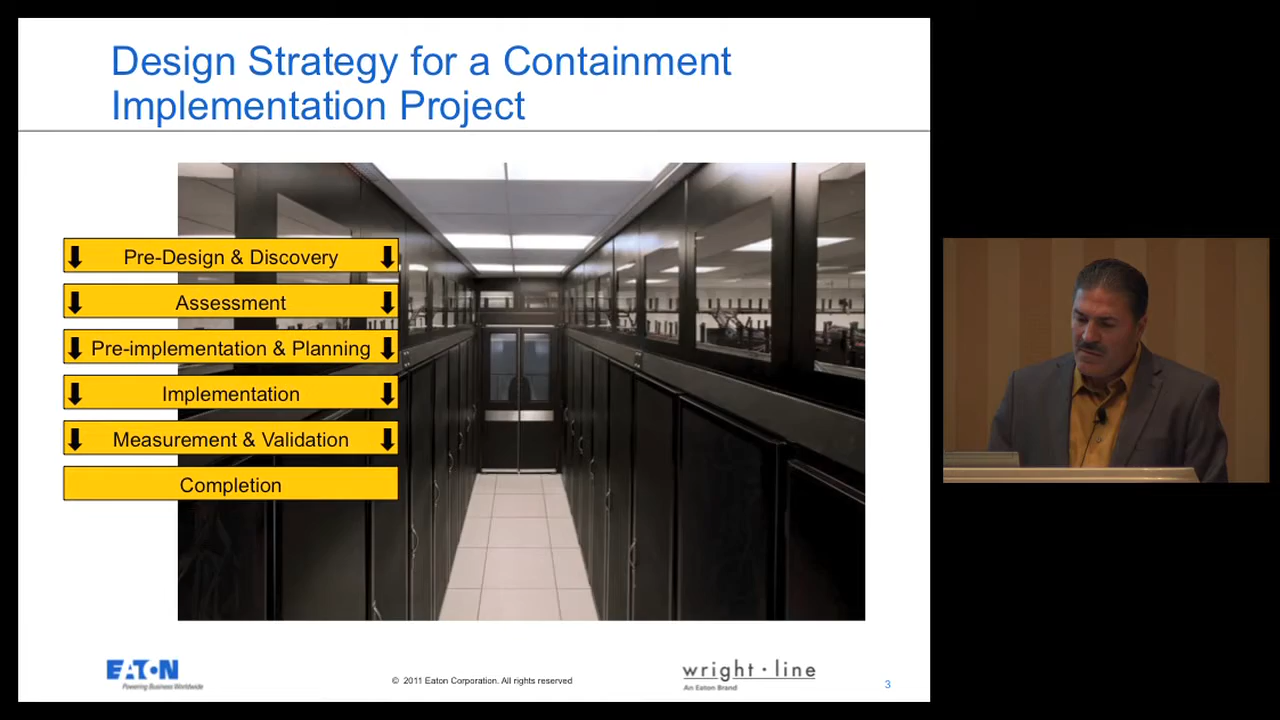 Design Strategy for a Containment
Implementation Project
Pre-Design & Discovery
Assessment
Pre-implementation & Planning
Implementation
Measurement & Validation
Completion
EATON
Powering Business Worldwide
© 2011 Eaton Corporation. All rights reserved
wright·line
An Eaton Brand
3